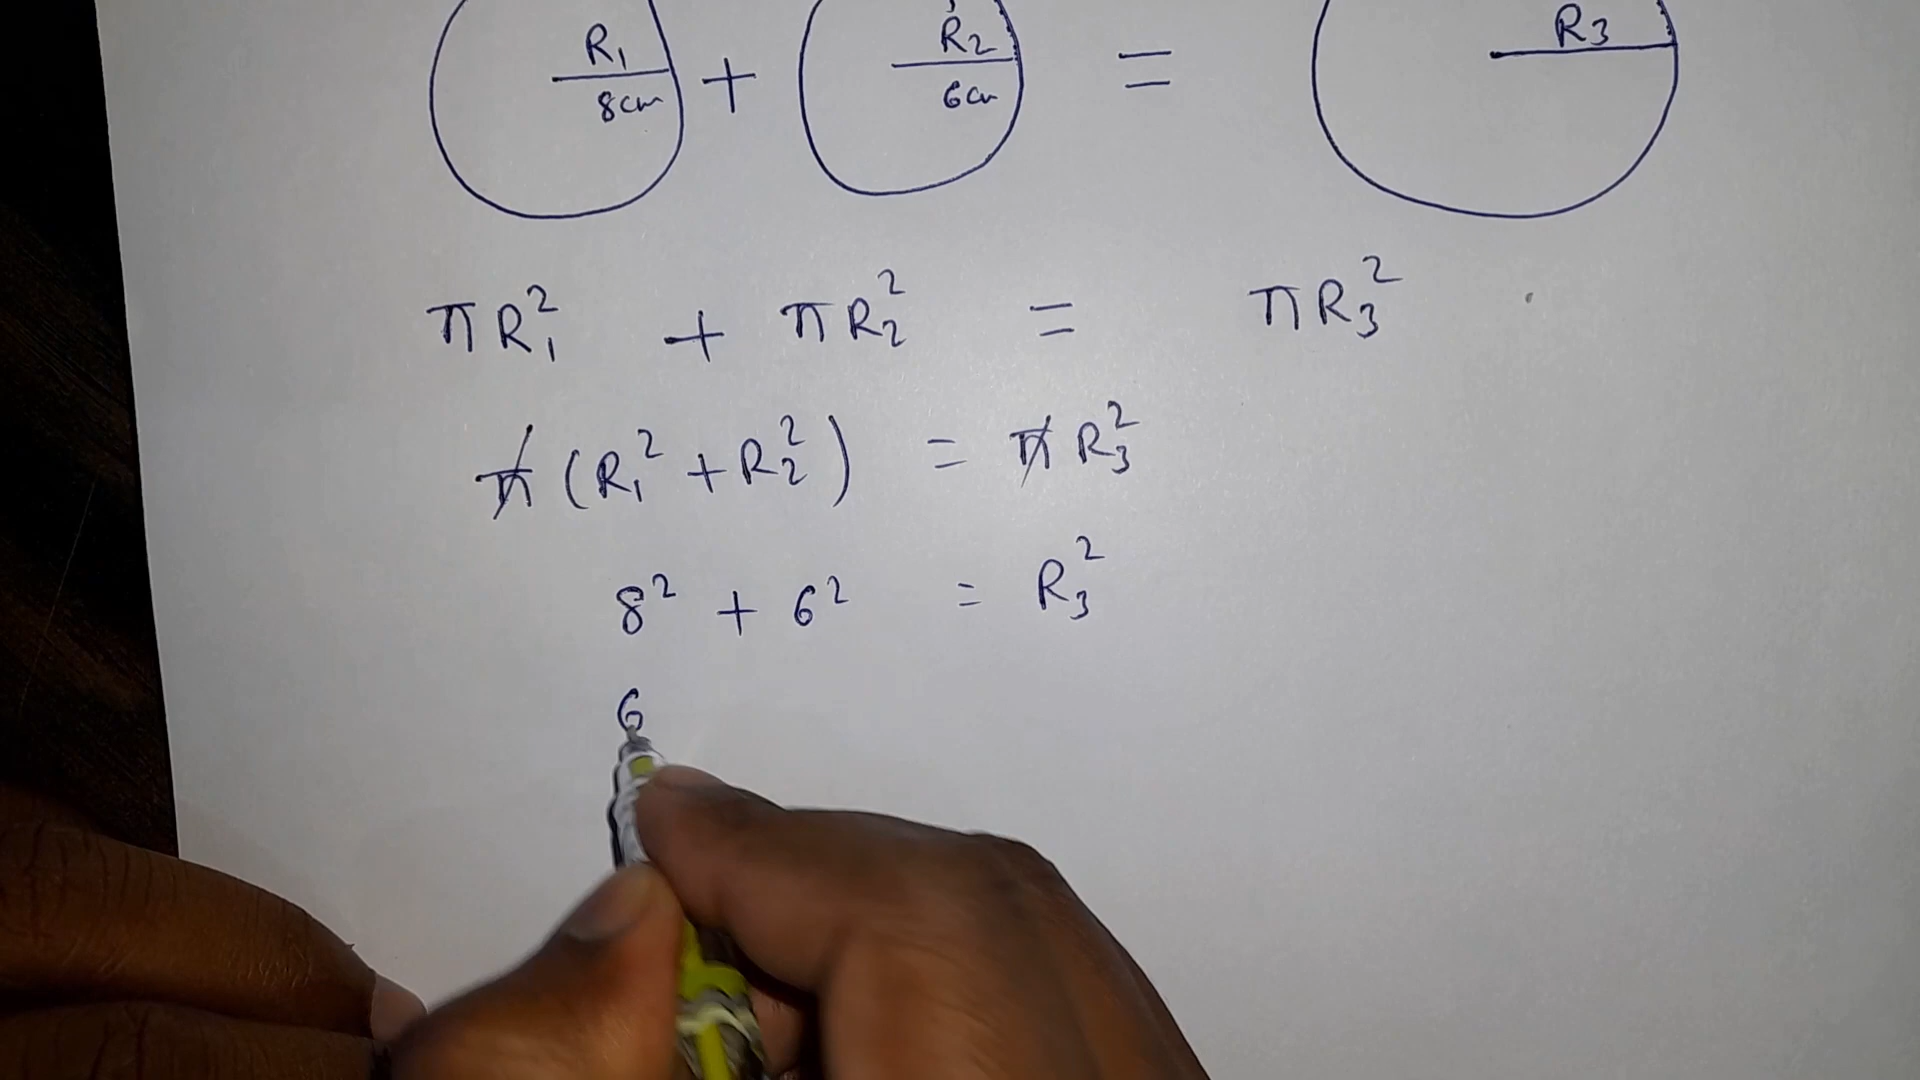 R₁ R₂ R₃
8cm + 6cm =
πR₁² + πR₂² = πR₃²
π(R₁² + R₂²) = πR₃²
8² + 6² = R₃²
6